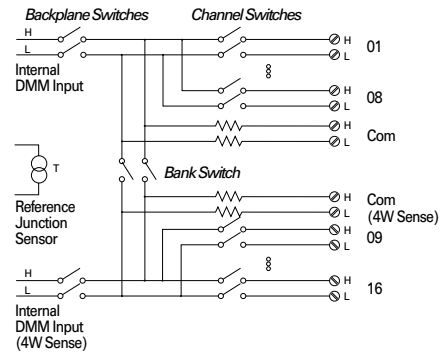 Backplane Switches
Channel Switches
H
H
01
L
L
Internal
DMM Input
H
08
L
H
Com
L
Bank Switch
T
Reference
Junction
Sensor
H
Com
(4W Sense)
L
H
09
L
H
H
16
L
L
Internal
DMM Input
(4W Sense)